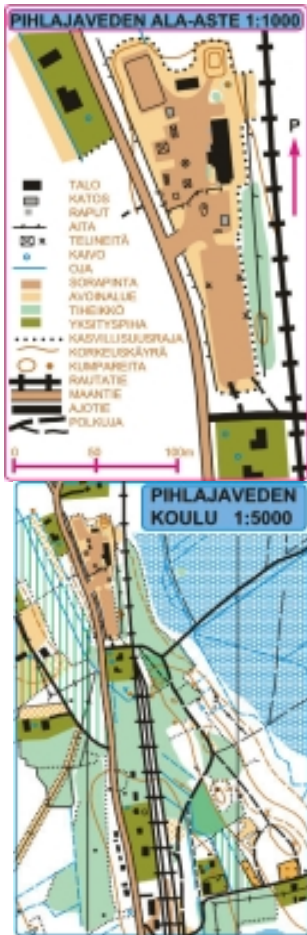 PIHLAJAVEDEN ALA-ASTE 1:1000
P
TALO
KATOS
RAPUT
AITA
TELINEITÄ
KAIVO
OJA
SORAPINTA
AVOINALUE
TIHEIKKÖ
YKSITYISPIHA
KASVILLISUUSRAJA
KORKEUSKÄYRÄ
KUMPAREITA
RAUTATIE
MAANTIE
AJOTIE
POLKUJA
0 50 100m
PIHLAJAVEDEN
KOULU 1:5000